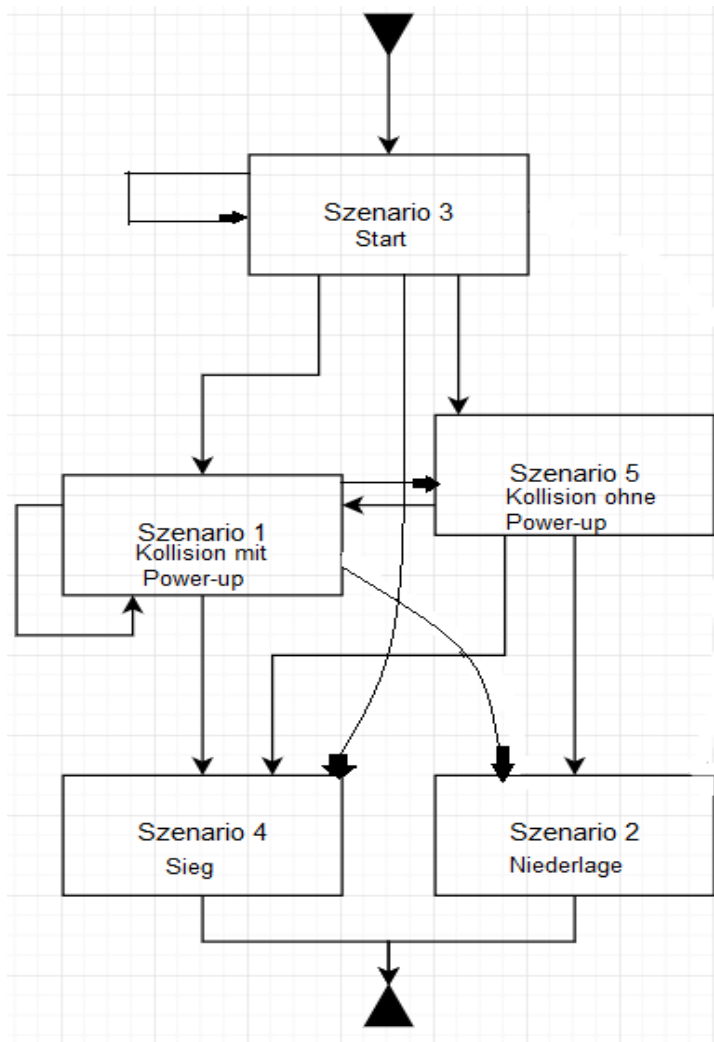 Szenario 3
Start
Szenario 5
Kollision ohne
Power-up
Szenario 1
Kollision mit
Power-up
Szenario 4
Sieg
Szenario 2
Niederlage